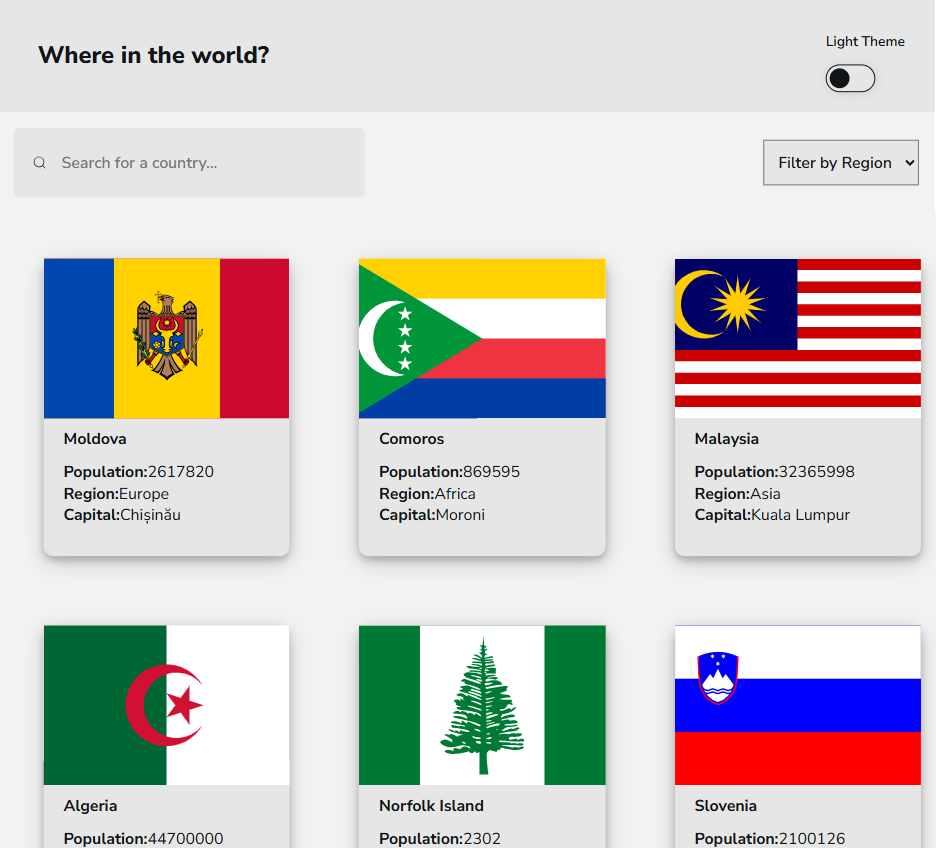 Where in the world?
Light Theme
Search for a country...
Filter by Region
Moldova
Population:2617820
Region:Europe
Capital:Chișinău
Comoros
Population:869595
Region:Africa
Capital:Moroni
Malaysia
Population:32365998
Region:Asia
Capital:Kuala Lumpur
Algeria
Population:44700000
Norfolk Island
Population:2302
Slovenia
Population:2100126